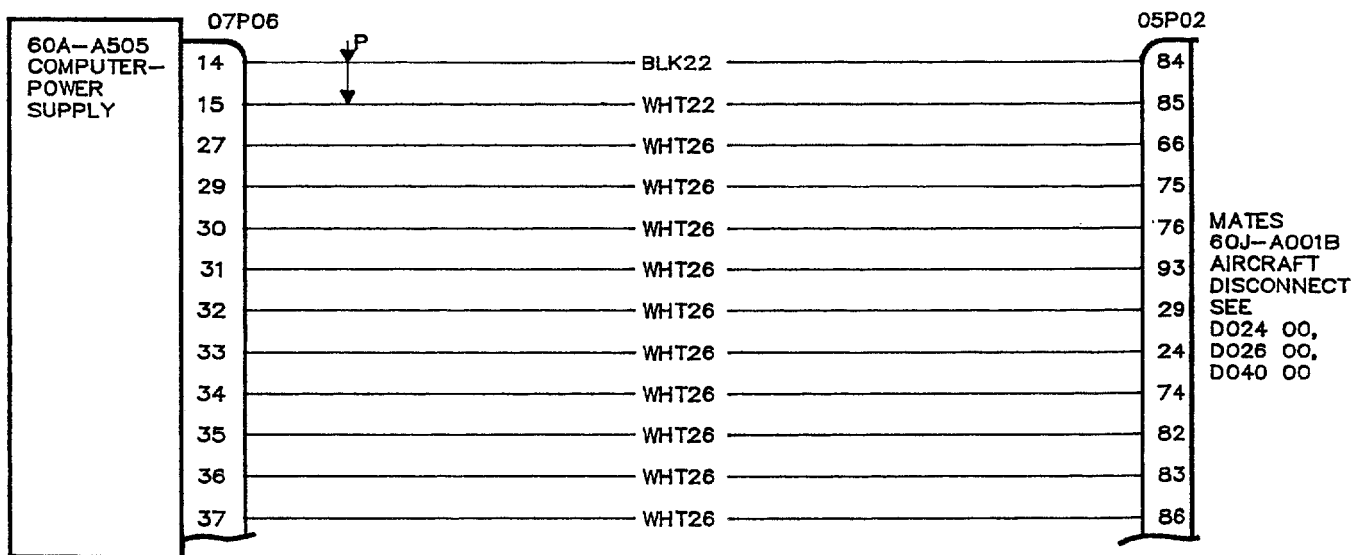 07P06
05P02
60A-A505
COMPUTER-
POWER
SUPPLY
P
14 BLK22 84
15 WHT22 85
27 WHT26 66
29 WHT26 75
30 WHT26 76
31 WHT26 93
32 WHT26 29
33 WHT26 24
34 WHT26 74
35 WHT26 82
36 WHT26 83
37 WHT26 86
MATES
60J-A001B
AIRCRAFT
DISCONNECT
SEE
D024 00,
D026 00,
D040 00